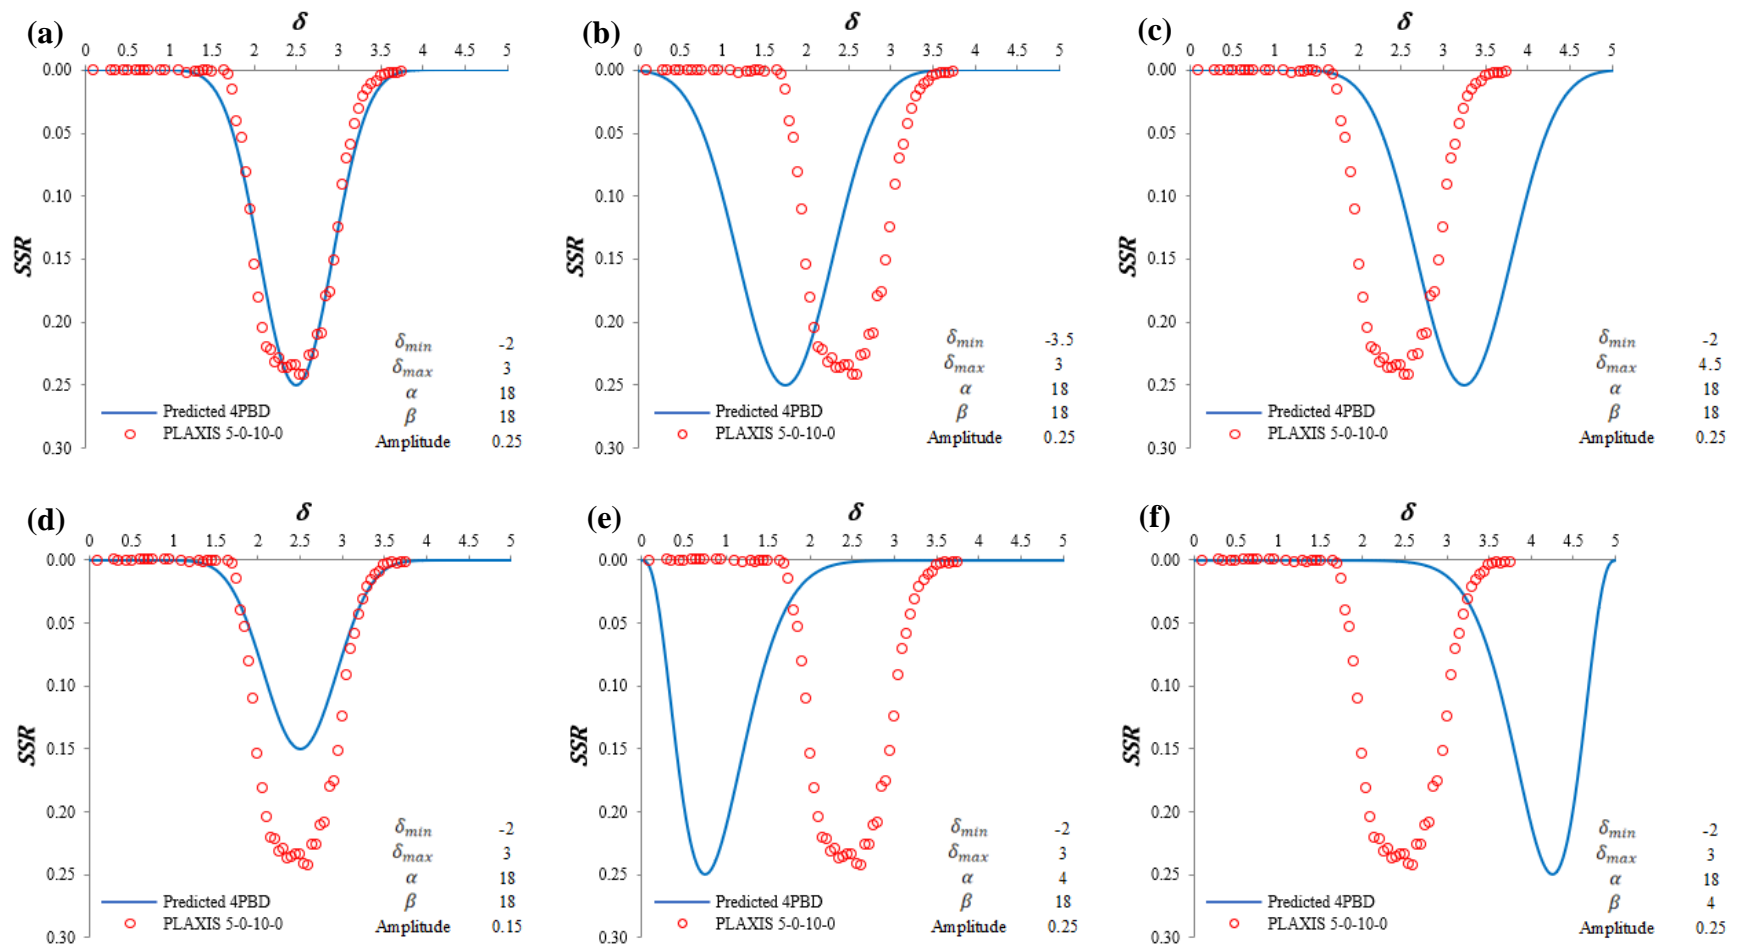 (a)
δ
0 0.5 1 1.5 2 2.5 3 3.5 4 4.5 5
0.00
0.05
0.10
0.15
0.20
0.25
0.30
SSR
δmin -2
δmax 3
α 18
β 18
Amplitude 0.25
Predicted 4PBD
PLAXIS 5-0-10-0
(b)
δ
0 0.5 1 1.5 2 2.5 3 3.5 4 4.5 5
0.00
0.05
0.10
0.15
0.20
0.25
0.30
SSR
δmin -3.5
δmax 3
α 18
β 18
Amplitude 0.25
Predicted 4PBD
PLAXIS 5-0-10-0
(c)
δ
0 0.5 1 1.5 2 2.5 3 3.5 4 4.5 5
0.00
0.05
0.10
0.15
0.20
0.25
0.30
SSR
δmin -2
δmax 4.5
α 18
β 18
Amplitude 0.25
Predicted 4PBD
PLAXIS 5-0-10-0
(d)
δ
0 0.5 1 1.5 2 2.5 3 3.5 4 4.5 5
0.00
0.05
0.10
0.15
0.20
0.25
0.30
SSR
δmin -2
δmax 3
α 18
β 18
Amplitude 0.15
Predicted 4PBD
PLAXIS 5-0-10-0
(e)
δ
0 0.5 1 1.5 2 2.5 3 3.5 4 4.5 5
0.00
0.05
0.10
0.15
0.20
0.25
0.30
SSR
δmin -2
δmax 3
α 4
β 18
Amplitude 0.25
Predicted 4PBD
PLAXIS 5-0-10-0
(f)
δ
0 0.5 1 1.5 2 2.5 3 3.5 4 4.5 5
0.00
0.05
0.10
0.15
0.20
0.25
0.30
SSR
δmin -2
δmax 3
α 18
β 4
Amplitude 0.25
Predicted 4PBD
PLAXIS 5-0-10-0